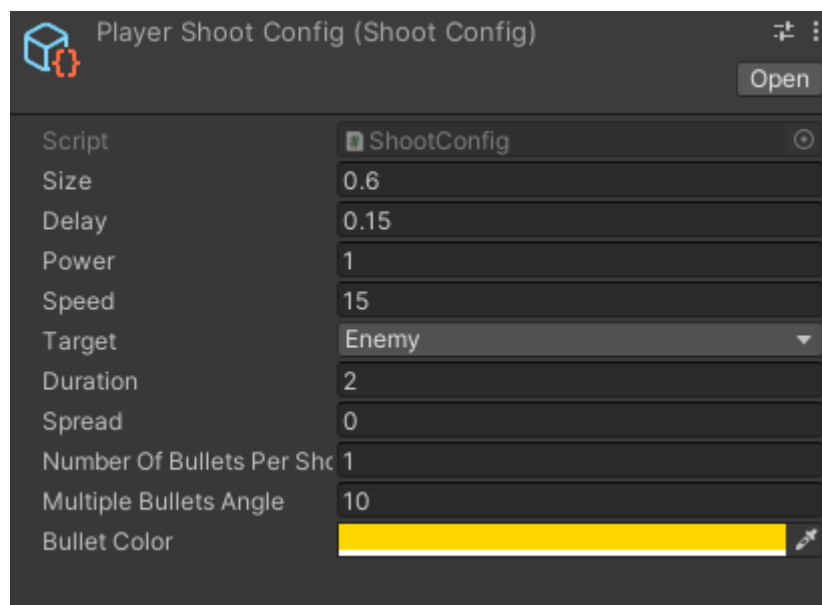 Player Shoot Config (Shoot Config)
Open
Script ShootConfig
Size 0.6
Delay 0.15
Power 1
Speed 15
Target Enemy
Duration 2
Spread 0
Number Of Bullets Per Sho 1
Multiple Bullets Angle 10
Bullet Color